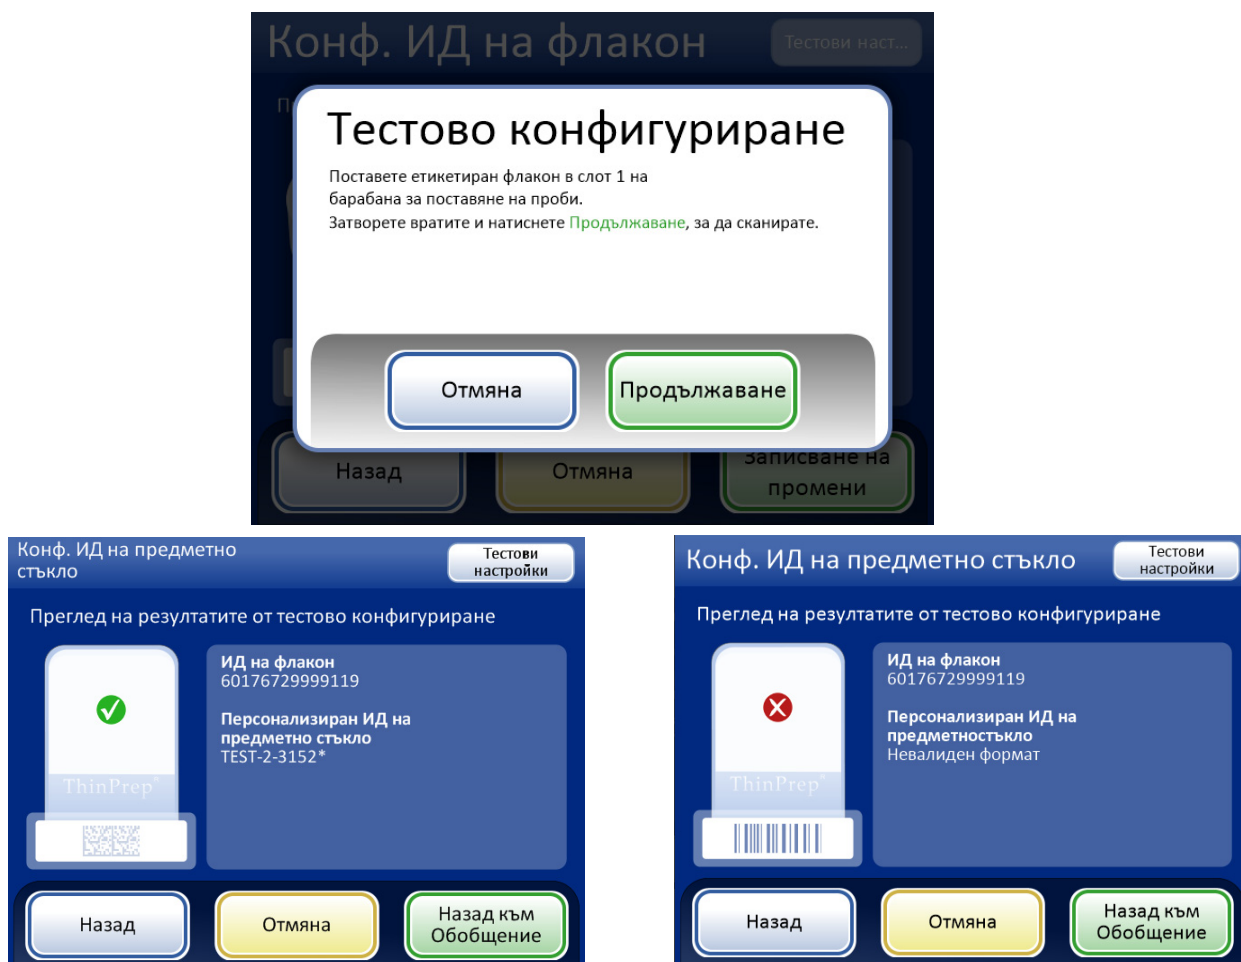 Конф. ИД на флакон
Тестови наст...
П
Тестово конфигуриране
Поставете етикетиран флакон в слот 1 на
барабана за поставяне на проби.
Затворете вратите и натиснете Продължаване, за да сканирате.
Отмяна
Продължаване
Назад
Отмяна
Записване на
промени
Конф. ИД на предметно
стъкло
Тестови
настройки
Преглед на резултатите от тестово конфигуриране
ИД на флакон
60176729999119
Персонализиран ИД на
предметно стъкло
TEST-2-3152*
ThinPrep®
Назад
Отмяна
Назад към
Обобщение
Конф. ИД на предметно стъкло
Тестови
настройки
Преглед на резултатите от тестово конфигуриране
ИД на флакон
60176729999119
Персонализиран ИД на
предметностъкло
Невалиден формат
ThinPrep®
Назад
Отмяна
Назад към
Обобщение